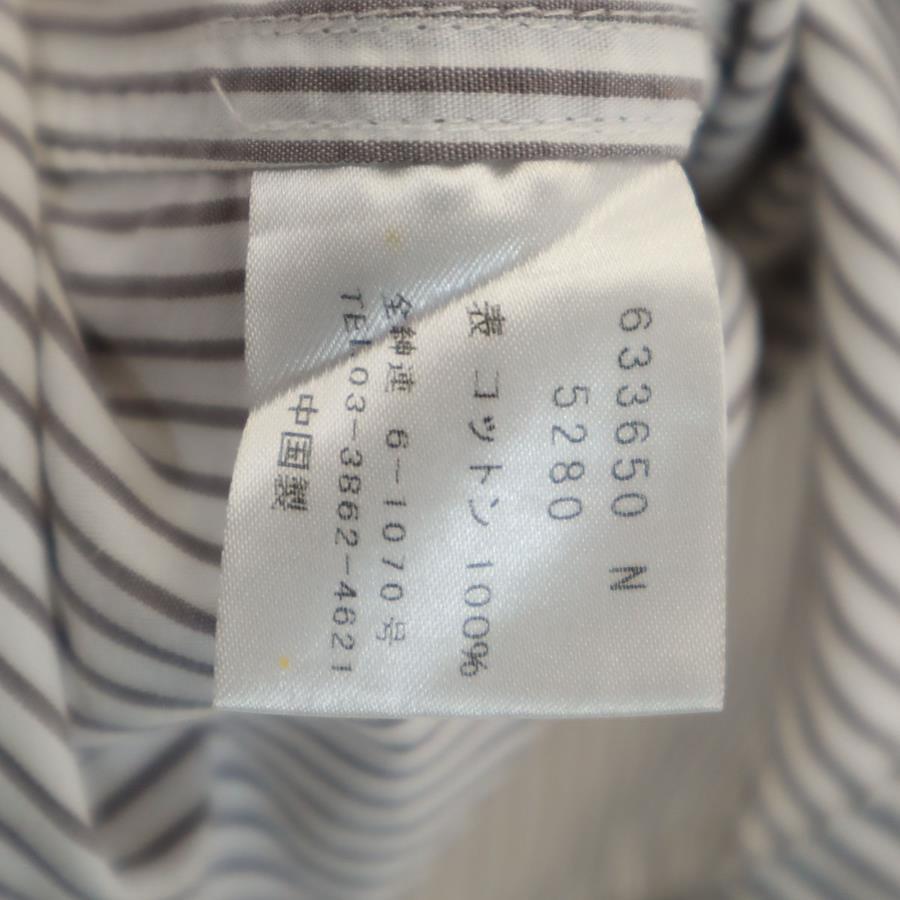 633650 N
5280
表 コットン 100%
全紳連 6-1070号
TEL03-3862-4621
中国製